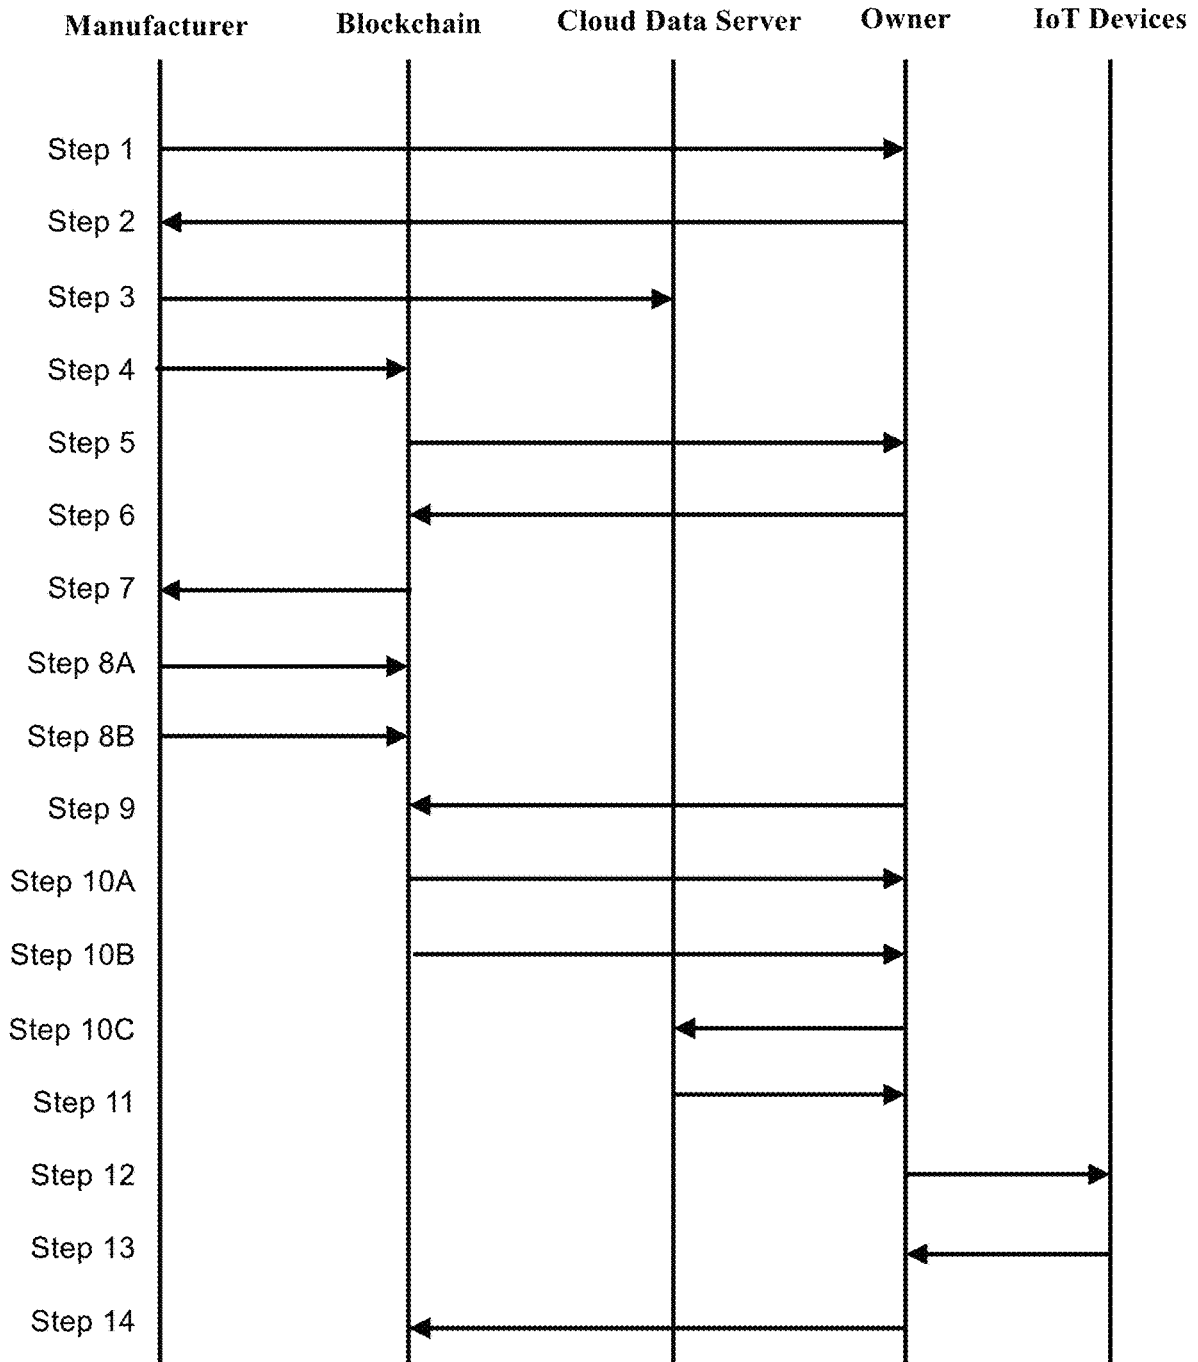 Manufacturer Blockchain Cloud Data Server Owner IoT Devices
Step 1
Step 2
Step 3
Step 4
Step 5
Step 6
Step 7
Step 8A
Step 8B
Step 9
Step 10A
Step 10B
Step 10C
Step 11
Step 12
Step 13
Step 14